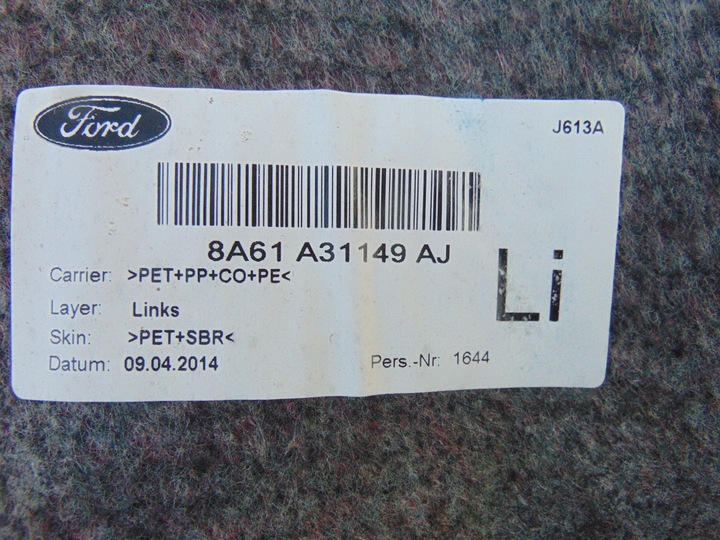 Ford
J613A
8A61 A31149 AJ
Carrier: >PET+PP+CO+PE<
Li
Layer: Links
Skin: >PET+SBR<
Datum: 09.04.2014
Pers.-Nr: 1644